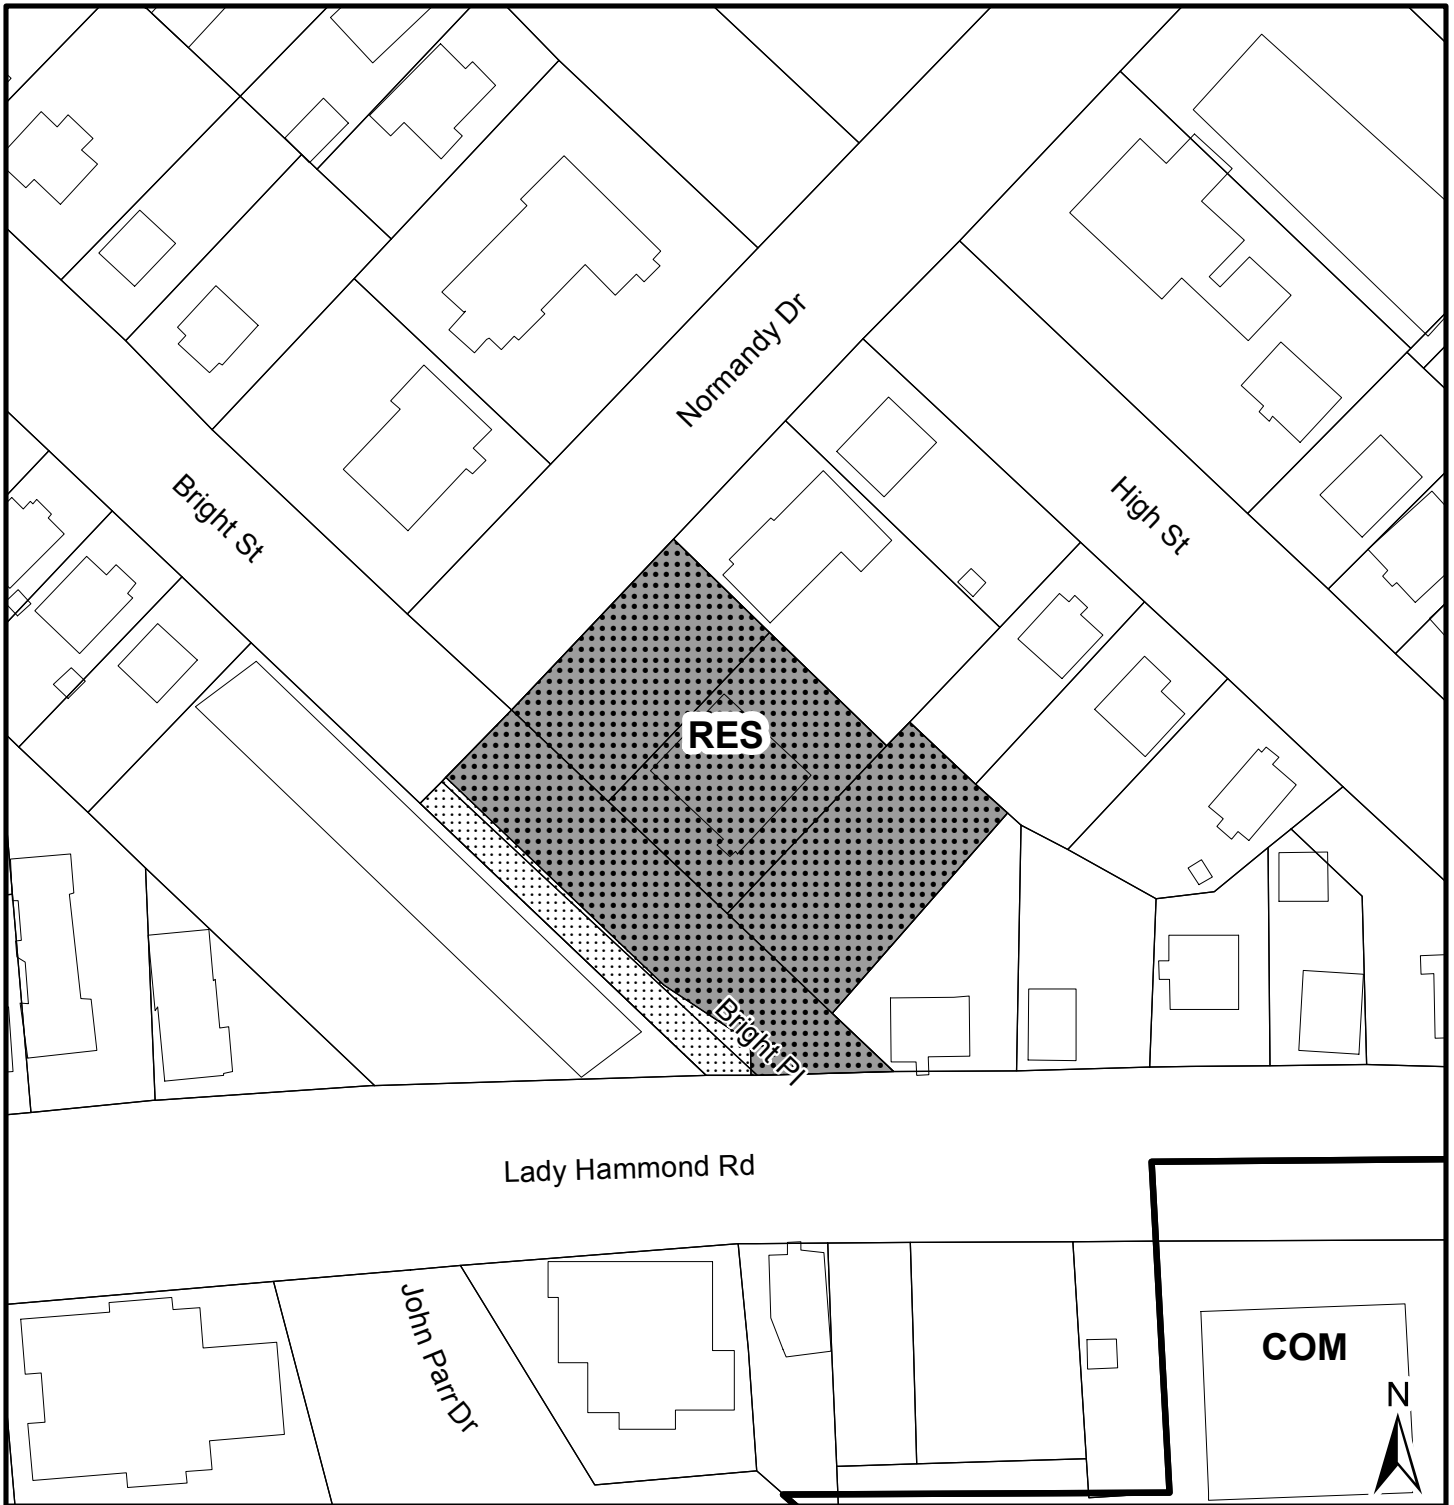 Normandy Dr
Bright St
High St
RES
Bright Pl
Lady Hammond Rd
John Parr Dr
COM
N